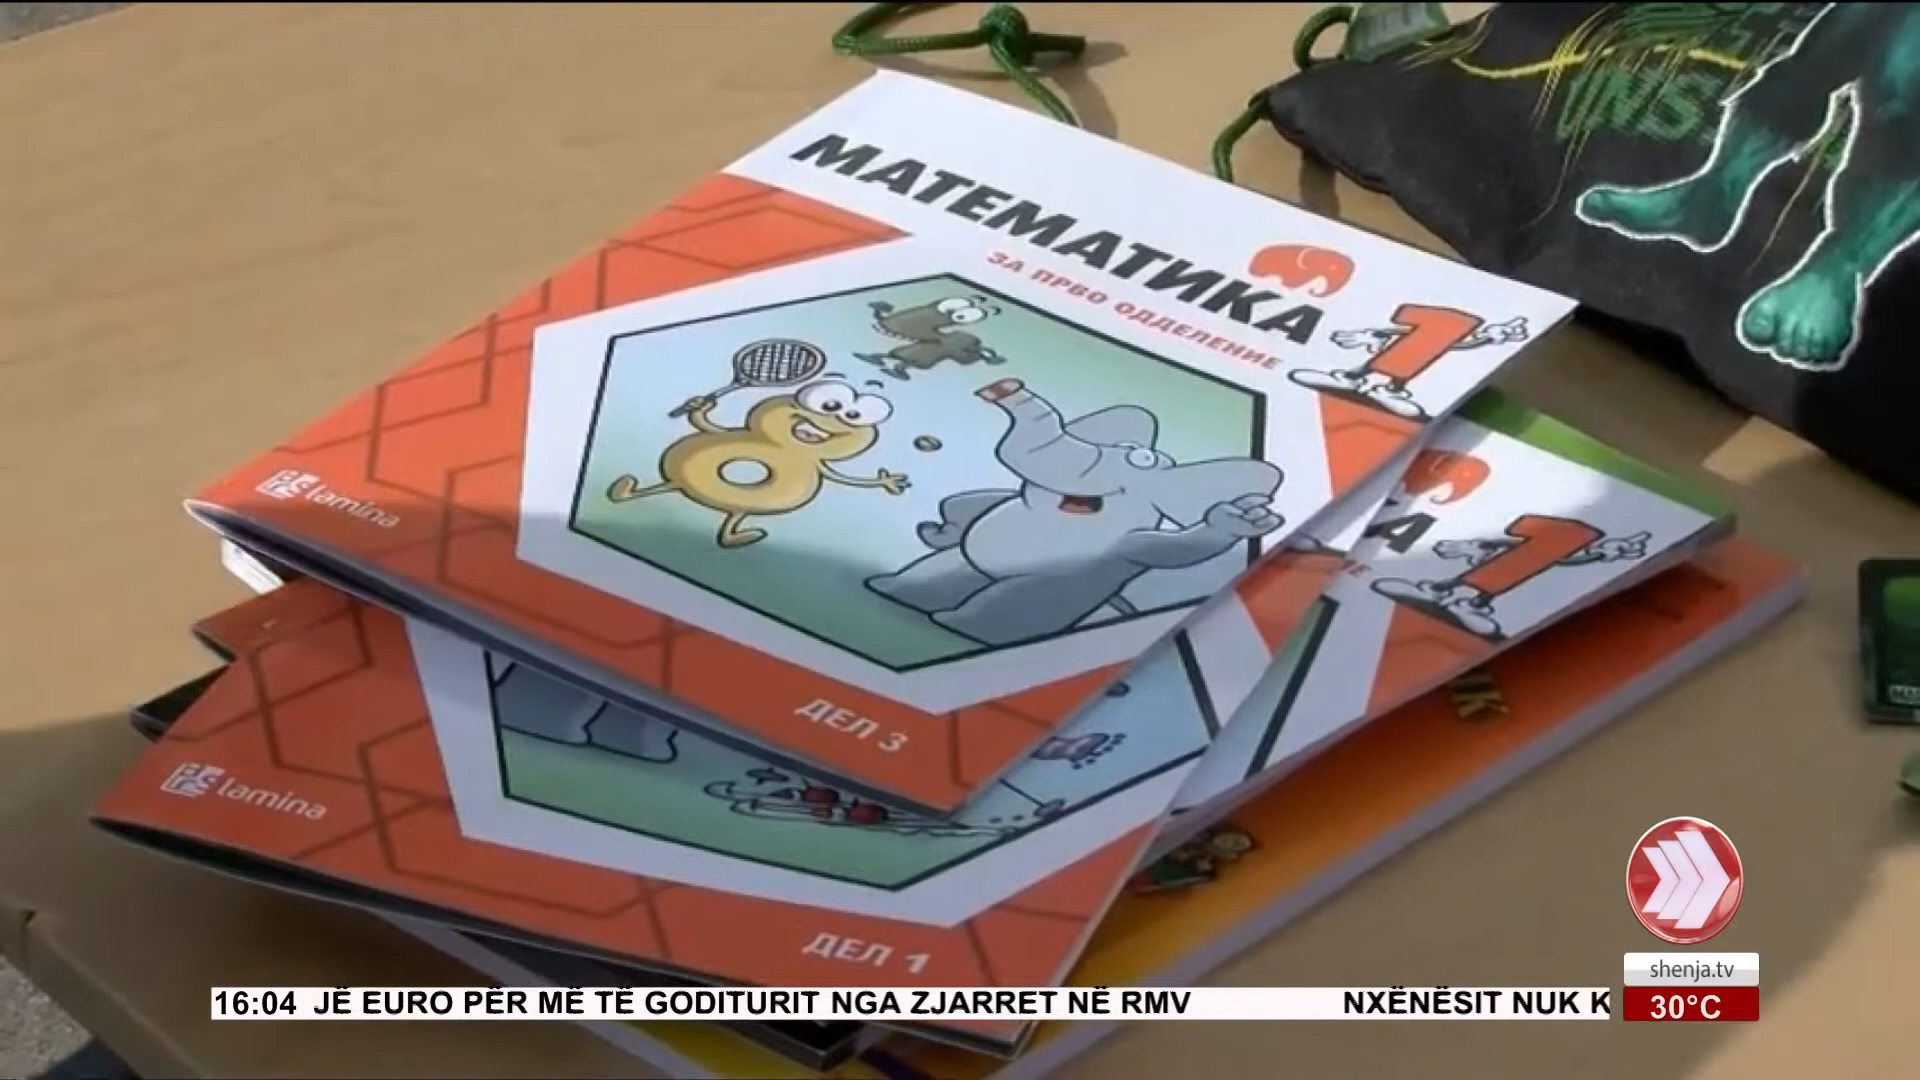 МАТЕМАТИКА
ЗА ПРВО ОДДЕЛЕНИЕ
1
lamina
ДЕЛ 3
А
1
lamina
ДЕЛ 1
INS
shenja.tv
30°C
16:04 JË EURO PËR MË TË GODITURIT NGA ZJARRET NË RMV NXËNËSIT NUK K